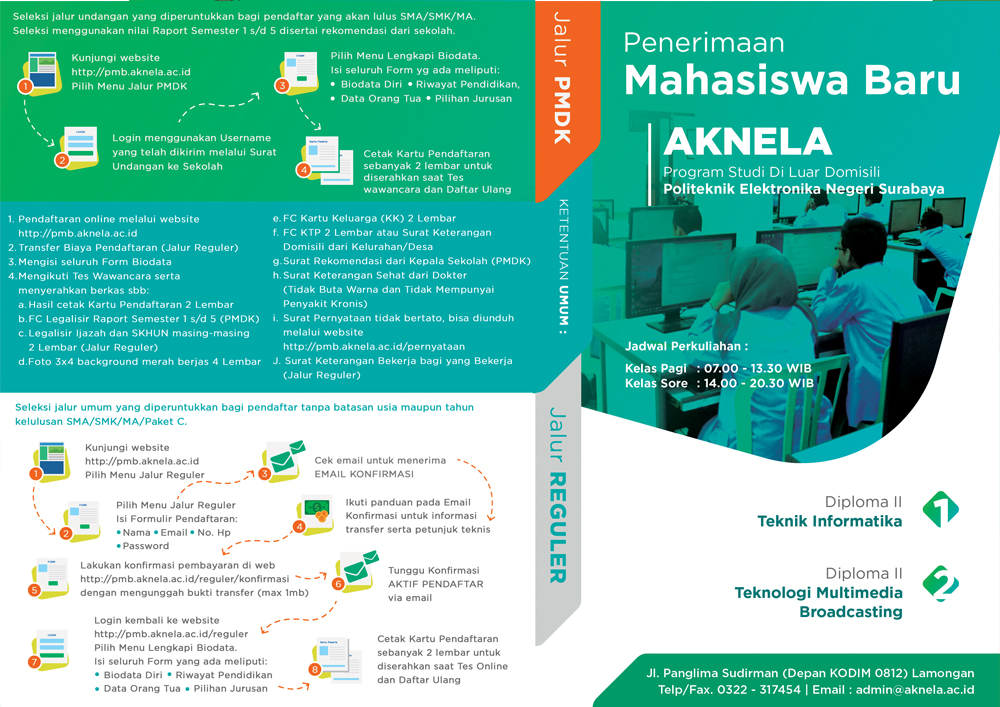 Seleksi jalur undangan yang diperuntukkan bagi pendaftar yang akan lulus SMA/SMK/MA.
Seleksi menggunakan nilai Raport Semester 1 s/d 5 disertai rekomendasi dari sekolah.
1
Kunjungi website
http://pmb.aknela.ac.id
Pilih Menu Jalur PMDK
2
Login menggunakan Username
yang telah dikirim melalui Surat
Undangan ke Sekolah
3
Pilih Menu Lengkapi Biodata.
Isi seluruh Form yg ada meliputi:
• Biodata Diri • Riwayat Pendidikan,
• Data Orang Tua • Pilihan Jurusan
4
Cetak Kartu Pendaftaran
sebanyak 2 lembar untuk
diserahkan saat Tes
wawancara dan Daftar Ulang
Jalur PMDK
1. Pendaftaran online melalui website
http://pmb.aknela.ac.id
2. Transfer Biaya Pendaftaran (Jalur Reguler)
3. Mengisi seluruh Form Biodata
4. Mengikuti Tes Wawancara serta
menyerahkan berkas sbb:
a. Hasil cetak Kartu Pendaftaran 2 Lembar
b. FC Legalisir Raport Semester 1 s/d 5 (PMDK)
c. Legalisir Ijazah dan SKHUN masing-masing
2 Lembar (Jalur Reguler)
d. Foto 3x4 background merah berjas 4 Lembar
e. FC Kartu Keluarga (KK) 2 Lembar
f. FC KTP 2 Lembar atau Surat Keterangan
Domisili dari Kelurahan/Desa
g. Surat Rekomendasi dari Kepala Sekolah (PMDK)
h. Surat Keterangan Sehat dari Dokter
(Tidak Buta Warna dan Tidak Mempunyai
Penyakit Kronis)
i. Surat Pernyataan tidak bertato, bisa diunduh
melalui website
http://pmb.aknela.ac.id/pernyataan
J. Surat Keterangan Bekerja bagi yang Bekerja
(Jalur Reguler)
KETENTUAN UMUM :
Seleksi jalur umum yang diperuntukkan bagi pendaftar tanpa batasan usia maupun tahun
kelulusan SMA/SMK/MA/Paket C.
1
Kunjungi website
http://pmb.aknela.ac.id
Pilih Menu Jalur Reguler
2
Pilih Menu Jalur Reguler
Isi Formulir Pendaftaran:
• Nama • Email • No. Hp
• Password
3
Cek email untuk menerima
EMAIL KONFIRMASI
4
Ikuti panduan pada Email
Konfirmasi untuk informasi
transfer serta petunjuk teknis
5
Lakukan konfirmasi pembayaran di web
http://pmb.aknela.ac.id/reguler/konfirmasi
dengan mengunggah bukti transfer (max 1mb)
6
Tunggu Konfirmasi
AKTIF PENDAFTAR
via email
7
Login kembali ke website
http://pmb.aknela.ac.id/reguler
Pilih Menu Lengkapi Biodata.
Isi seluruh Form yang ada meliputi:
• Biodata Diri • Riwayat Pendidikan
• Data Orang Tua • Pilihan Jurusan
8
Cetak Kartu Pendaftaran
sebanyak 2 lembar untuk
diserahkan saat Tes Online
dan Daftar Ulang
Jalur REGULER
Penerimaan
Mahasiswa Baru
AKNELA
Program Studi Di Luar Domisili
Politeknik Elektronika Negeri Surabaya
Jadwal Perkuliahan :
Kelas Pagi : 07.00 - 13.30 WIB
Kelas Sore : 14.00 - 20.30 WIB
Diploma II
Teknik Informatika
1
Diploma II
Teknologi Multimedia
Broadcasting
2
Jl. Panglima Sudirman (Depan KODIM 0812) Lamongan
Telp/Fax. 0322 - 317454 | Email : admin@aknela.ac.id